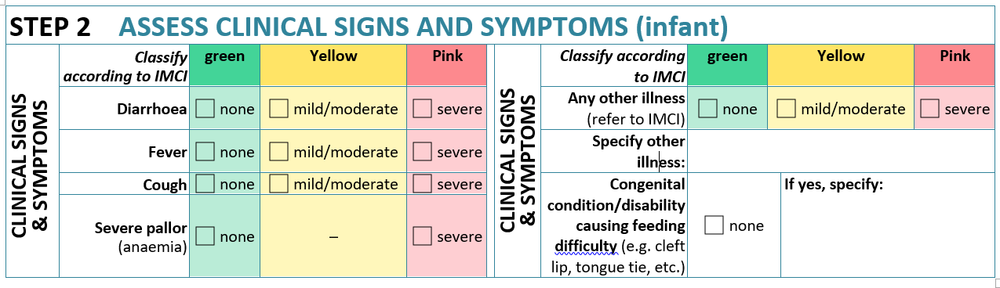 STEP 2 ASSESS CLINICAL SIGNS AND SYMPTOMS (infant)
CLINICAL SIGNS
& SYMPTOMS
Classify
according to IMCI
green
Yellow
Pink
Diarrhoea
none
mild/moderate
severe
Fever
none
mild/moderate
severe
Cough
none
mild/moderate
severe
Severe pallor
(anaemia)
none
–
severe
CLINICAL SIGNS
& SYMPTOMS
Classify according
to IMCI
green
Yellow
Pink
Any other illness
(refer to IMCI)
none
mild/moderate
severe
Specify other
illness:
Congenital
condition/disability
causing feeding
difficulty (e.g. cleft
lip, tongue tie, etc.)
none
If yes, specify: